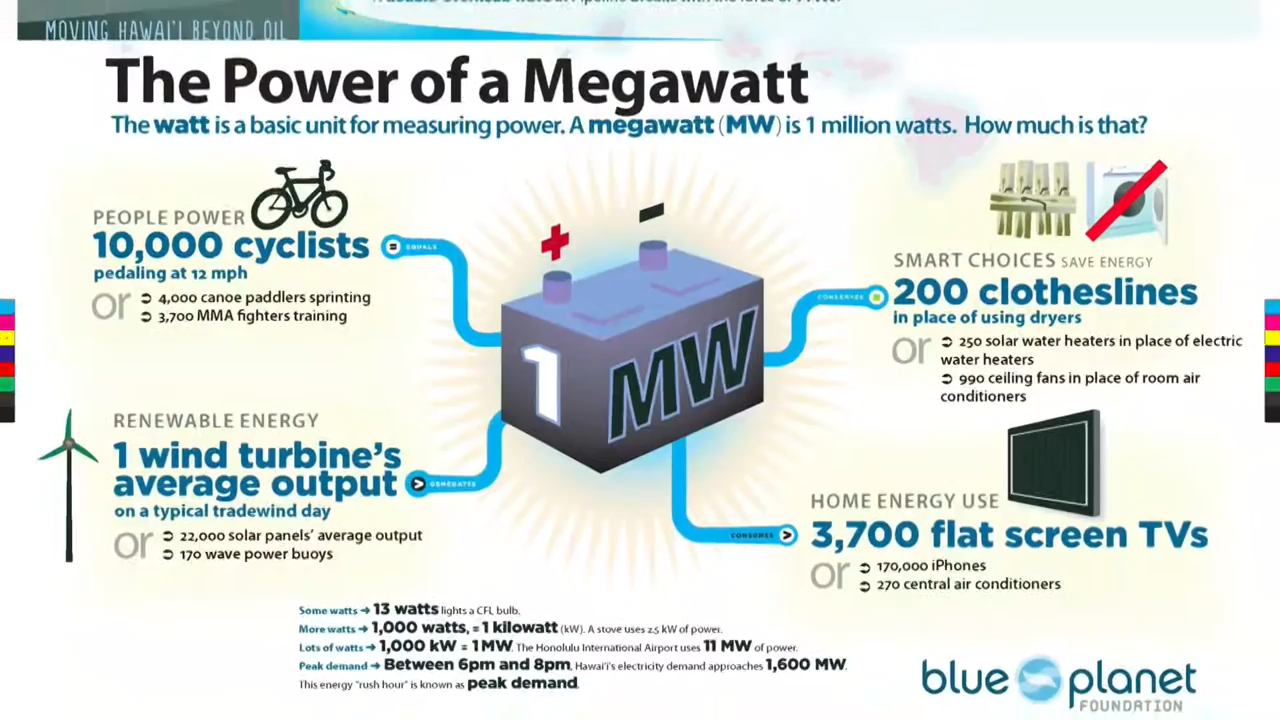 MOVING HAWAI'I BEYOND OIL
The Power of a Megawatt
The watt is a basic unit for measuring power. A megawatt (MW) is 1 million watts. How much is that?
PEOPLE POWER
10,000 cyclists
pedaling at 12 mph
or ➲ 4,000 canoe paddlers sprinting
➲ 3,700 MMA fighters training
EQUALS
RENEWABLE ENERGY
1 wind turbine's
average output
on a typical tradewind day
or ➲ 22,000 solar panels' average output
➲ 170 wave power buoys
GENERATES
+
-
1 MW
CONSERVES
SMART CHOICES SAVE ENERGY
200 clotheslines
in place of using dryers
or ➲ 250 solar water heaters in place of electric
water heaters
➲ 990 ceiling fans in place of room air
conditioners
CONSUMES
HOME ENERGY USE
3,700 flat screen TVs
or ➲ 170,000 iPhones
➲ 270 central air conditioners
Some watts → 13 watts lights a CFL bulb.
More watts → 1,000 watts, = 1 kilowatt (kW). A stove uses 2.5 kW of power.
Lots of watts → 1,000 kW = 1 MW. The Honolulu International Airport uses 11 MW of power.
Peak demand → Between 6pm and 8pm, Hawai'i's electricity demand approaches 1,600 MW.
This energy "rush hour" is known as peak demand.
blue planet
FOUNDATION